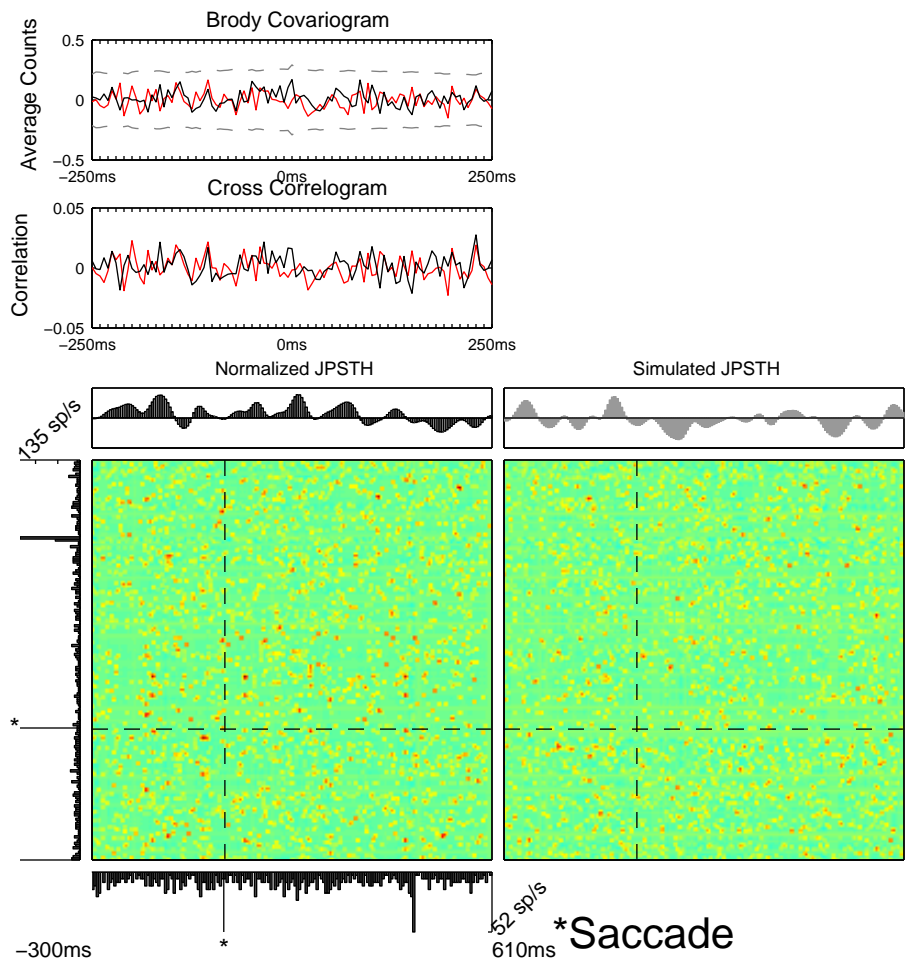 Brody Covariogram
0.5
0
−0.5
Average Counts
−250ms
0ms
250ms
Cross Correlogram
0.05
0
−0.05
Correlation
−250ms
0ms
250ms
Normalized JPSTH
Simulated JPSTH
135 sp/s
*
*
52 sp/s
−300ms
610ms
*Saccade